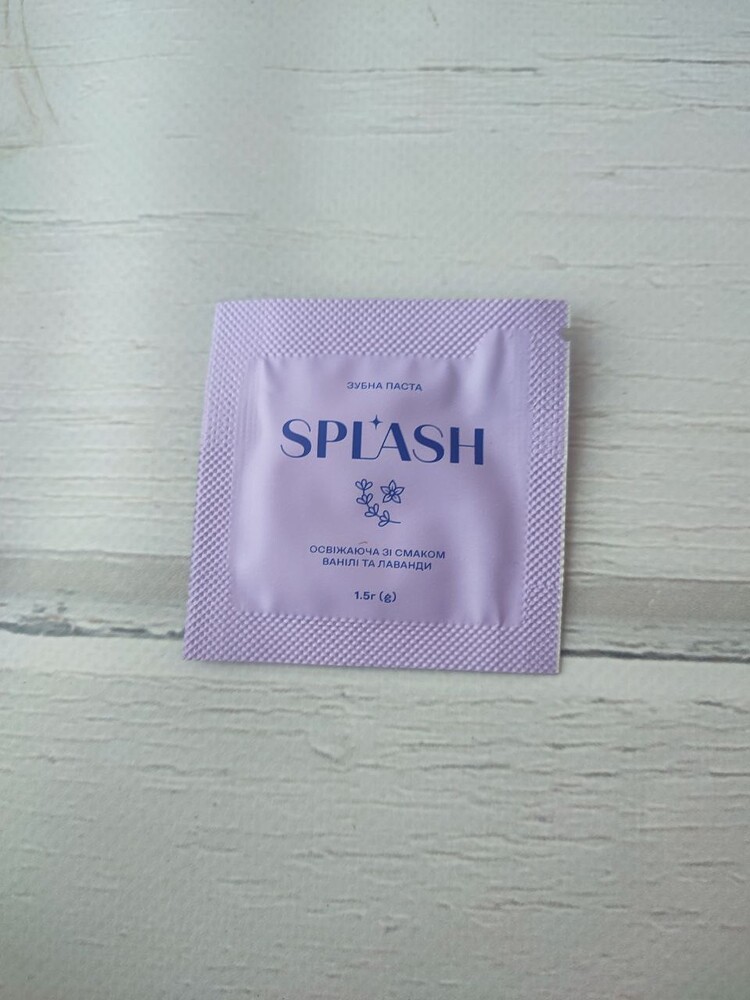 ЗУБНА ПАСТА
SPLASH
ОСВІЖАЮЧА ЗІ СМАКОМ
ВАНІЛІ ТА ЛАВАНДИ
1.5г (g)